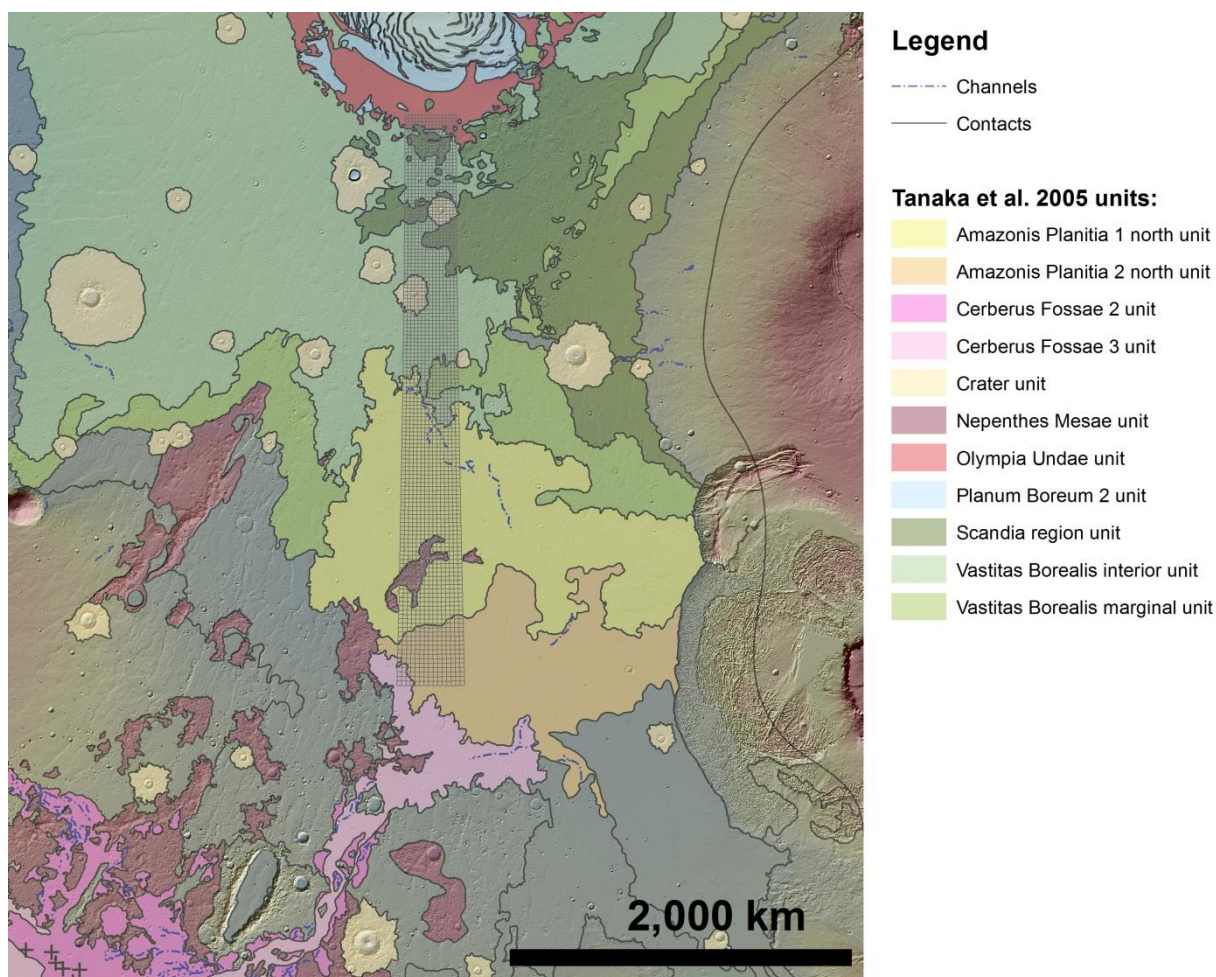 Legend
Channels
Contacts
Tanaka et al. 2005 units:
Amazonis Planitia 1 north unit
Amazonis Planitia 2 north unit
Cerberus Fossae 2 unit
Cerberus Fossae 3 unit
Crater unit
Nepenthes Mesae unit
Olympia Undae unit
Planum Boreum 2 unit
Scandia region unit
Vastitas Borealis interior unit
Vastitas Borealis marginal unit
2,000 km